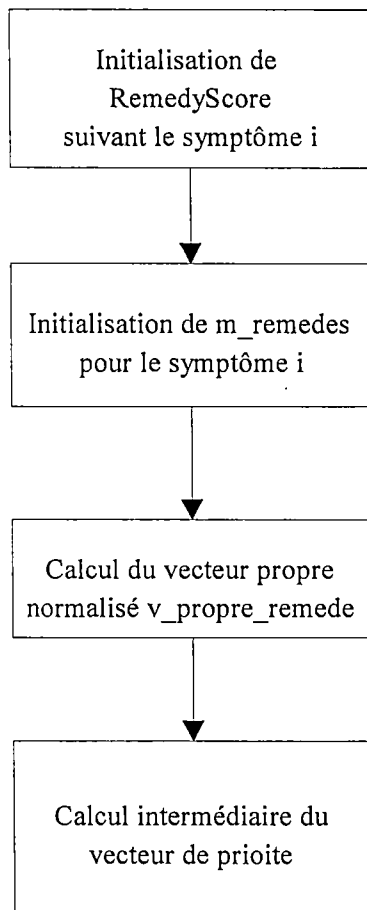 Initialisation de
RemedyScore
suivant le symptôme i
Initialisation de m_remedes
pour le symptôme i
Calcul du vecteur propre
normalisé v_propre_remede
Calcul intermédiaire du
vecteur de prioite